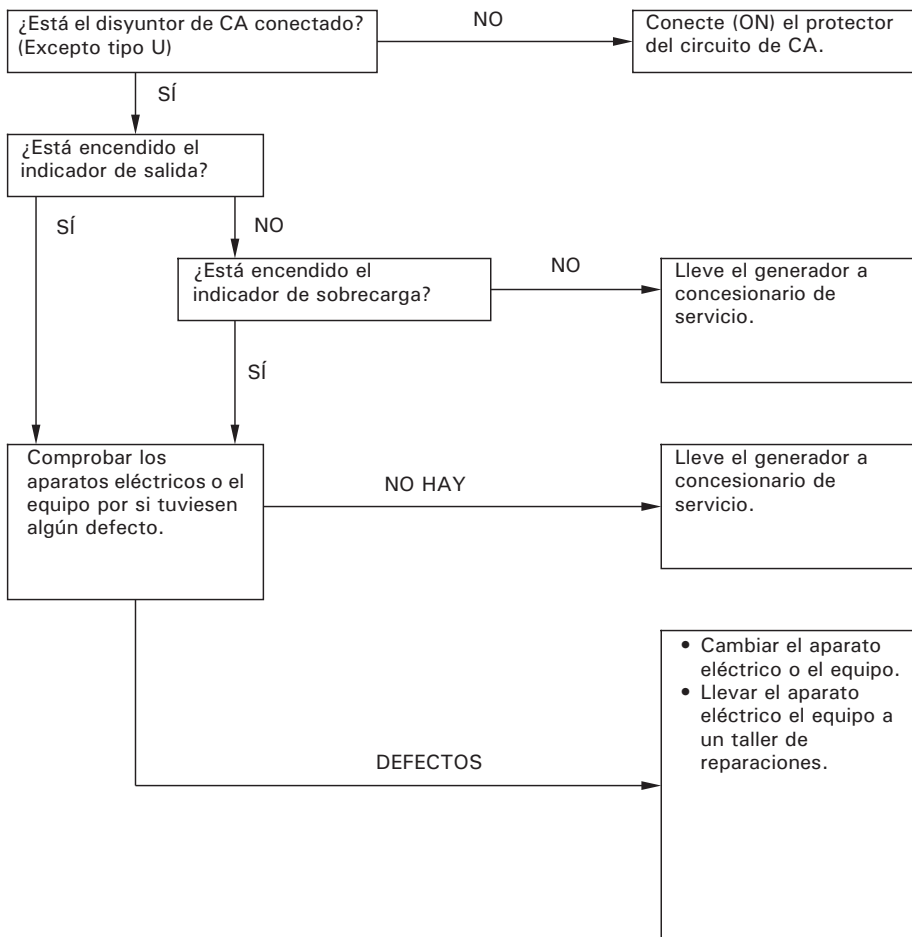 ¿Está el disyuntor de CA conectado?
(Excepto tipo U)
NO
Conecte (ON) el protector
del circuito de CA.
SÍ
¿Está encendido el
indicador de salida?
SÍ
NO
¿Está encendido el
indicador de sobrecarga?
NO
Lleve el generador a
concesionario de
servicio.
SÍ
Comprobar los
aparatos eléctricos o el
equipo por si tuviesen
algún defecto.
NO HAY
Lleve el generador a
concesionario de
servicio.
DEFECTOS
• Cambiar el aparato
eléctrico o el equipo.
• Llevar el aparato
eléctrico el equipo a
un taller de
reparaciones.